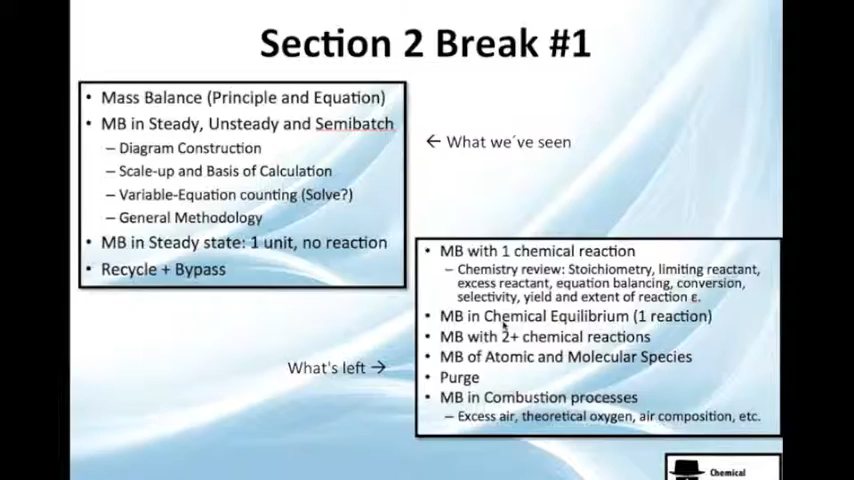 Section 2 Break #1
• Mass Balance (Principle and Equation)
• MB in Steady, Unsteady and Semibatch
– Diagram Construction
– Scale-up and Basis of Calculation
– Variable-Equation counting (Solve?)
– General Methodology
• MB in Steady state: 1 unit, no reaction
• Recycle + Bypass
← What we´ve seen
What's left →
• MB with 1 chemical reaction
– Chemistry review: Stoichiometry, limiting reactant,
excess reactant, equation balancing, conversion,
selectivity, yield and extent of reaction ε.
• MB in Chemical Equilibrium (1 reaction)
• MB with 2+ chemical reactions
• MB of Atomic and Molecular Species
• Purge
• MB in Combustion processes
– Excess air, theoretical oxygen, air composition, etc.
Chemical